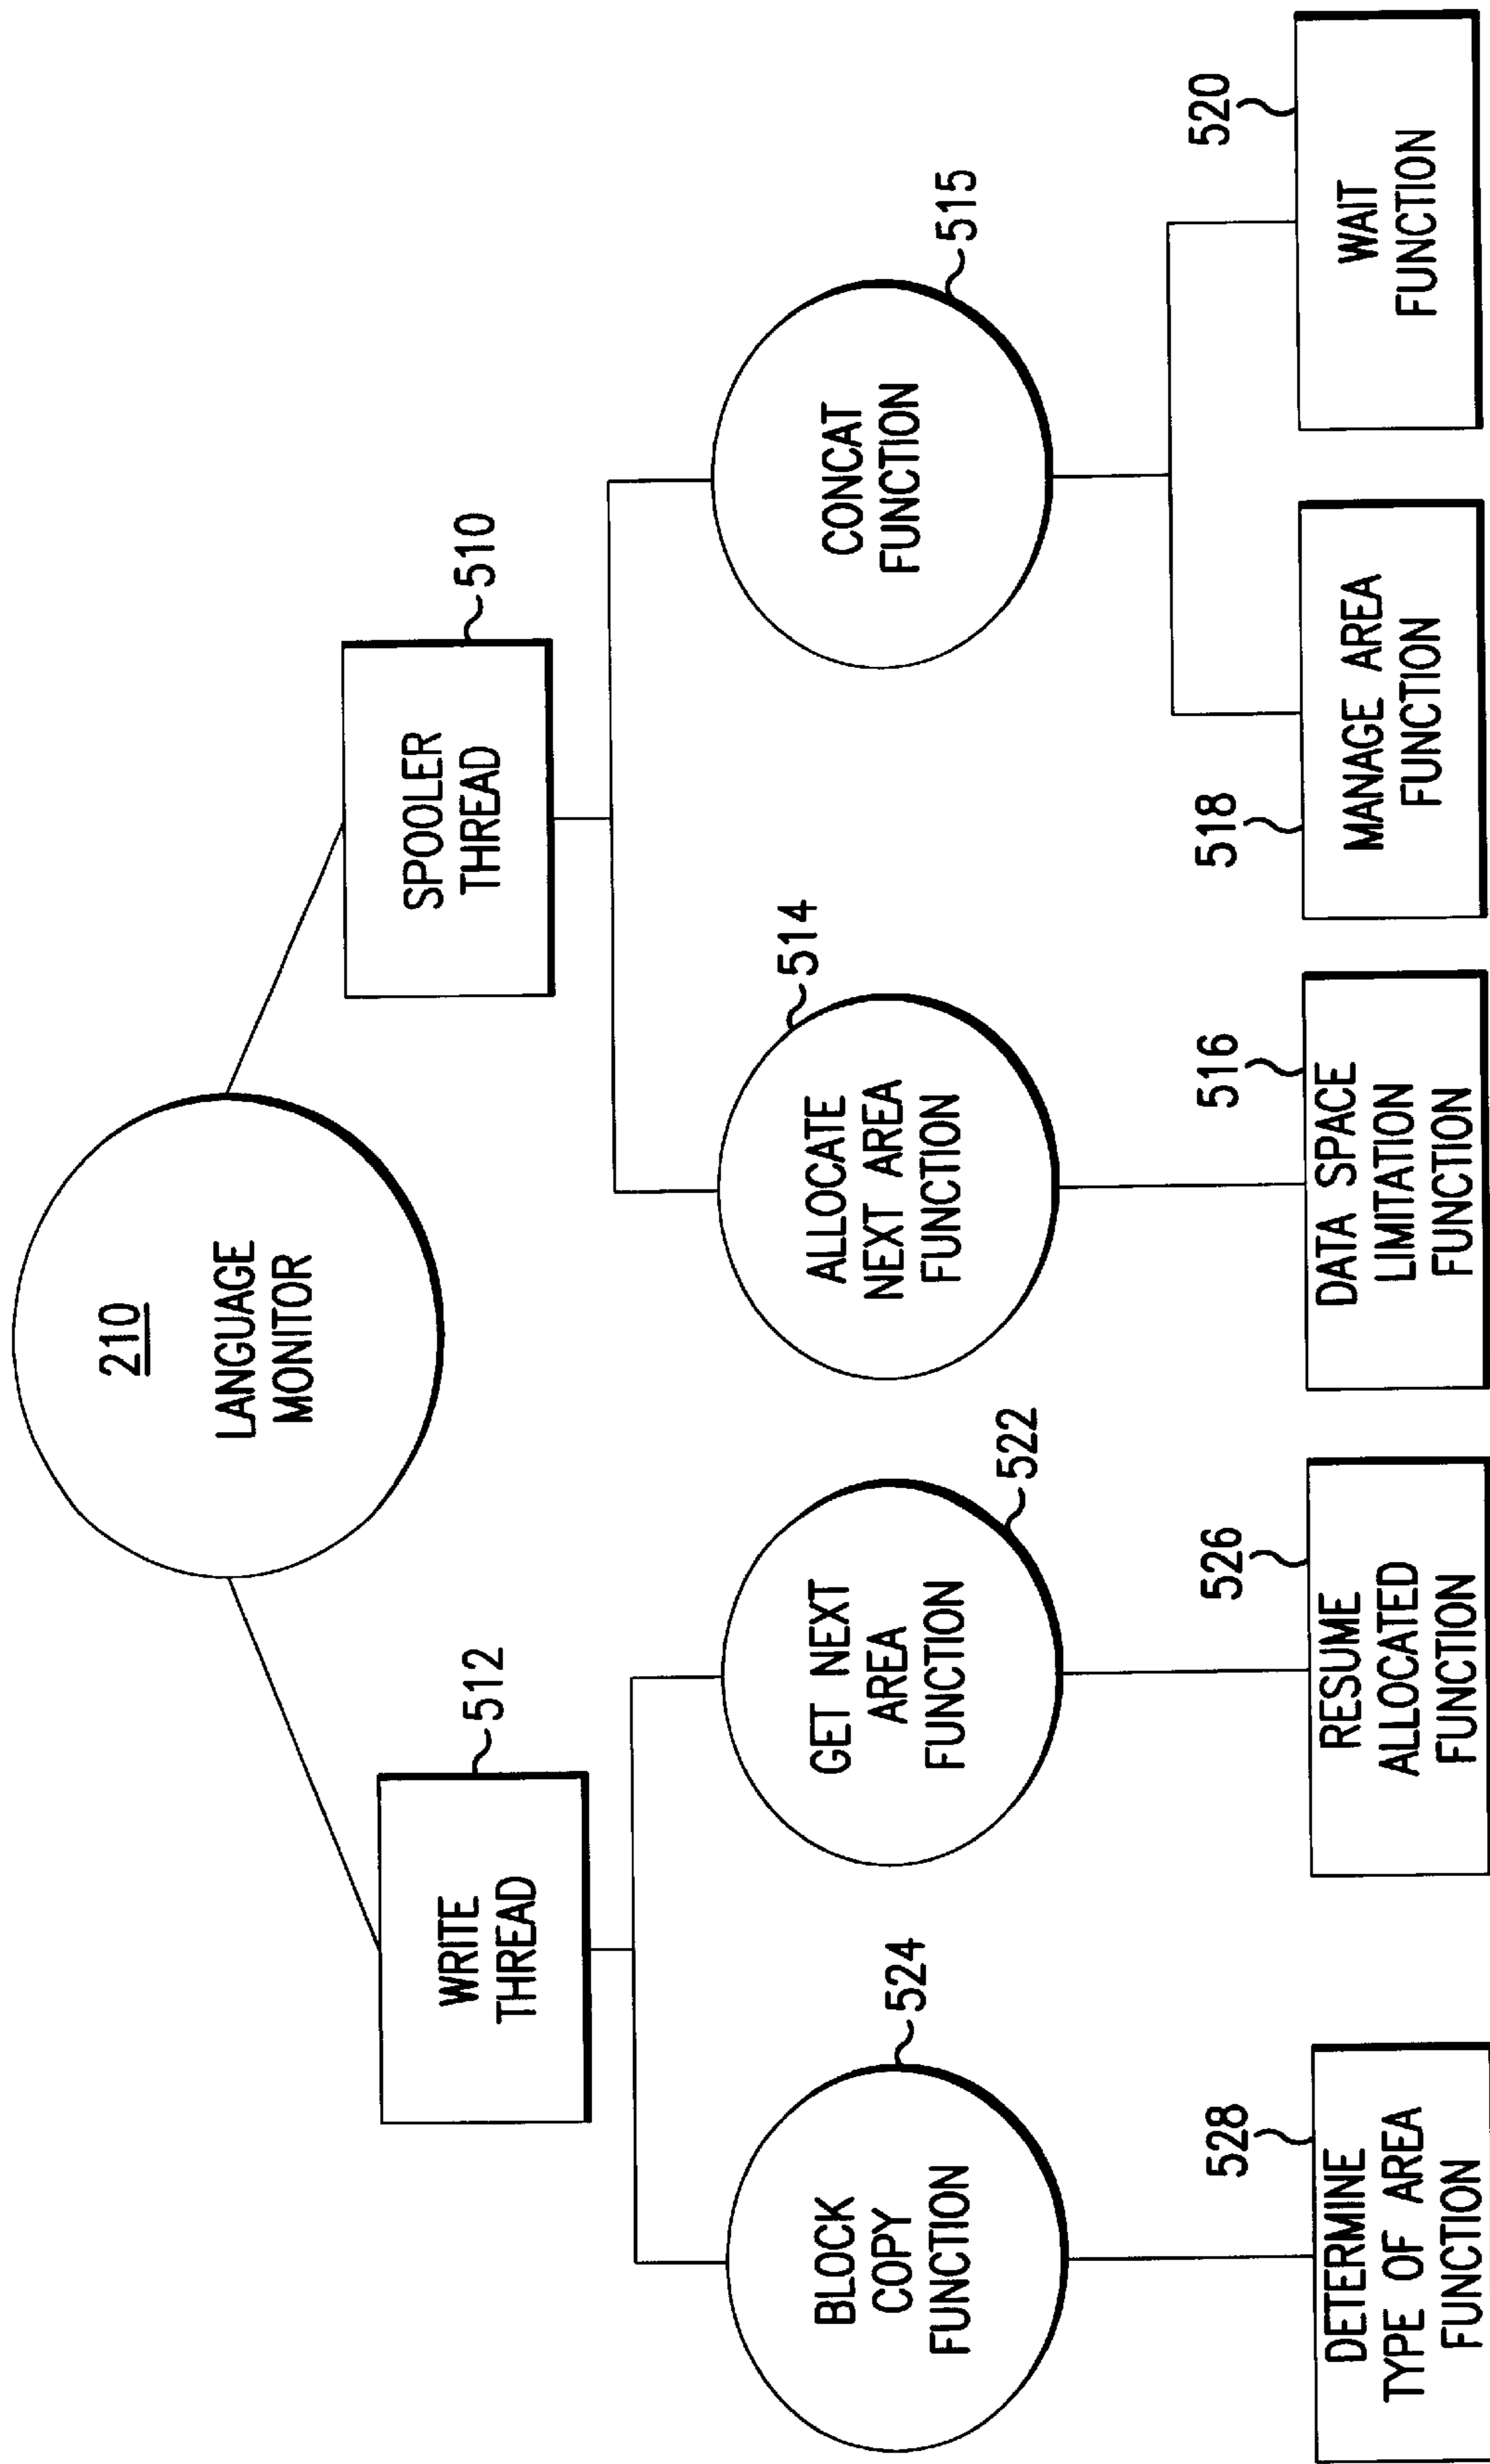 210
LANGUAGE
MONITOR
WRITE
THREAD
512
SPOOLER
THREAD
510
BLOCK
COPY
FUNCTION
524
GET NEXT
AREA
FUNCTION
522
ALLOCATE
NEXT AREA
FUNCTION
514
CONCAT
FUNCTION
515
DETERMINE
TYPE OF AREA
FUNCTION
528
RESUME
ALLOCATED
FUNCTION
526
DATA SPACE
LIMITATION
FUNCTION
516
MANAGE AREA
FUNCTION
518
WAIT
FUNCTION
520